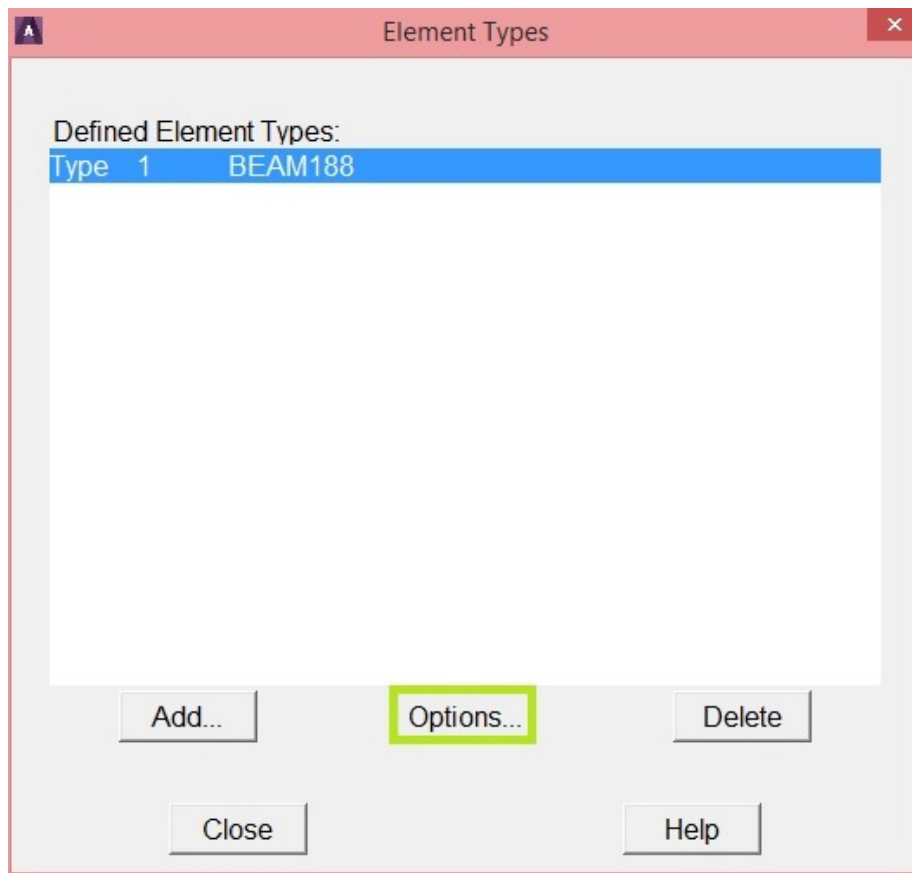 Element Types
Defined Element Types:
Type 1 BEAM188
Add... Options... Delete
Close Help